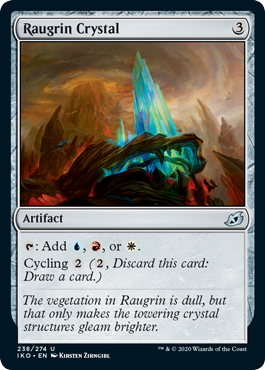 Raugrin Crystal 3
Artifact
: Add , , or .
Cycling 2 (2, Discard this card:
Draw a card.)
The vegetation in Raugrin is dull, but
that only makes the towering crystal
structures gleam brighter.
238/274 U
IKO • EN KIRSTEN ZIRNGIBL
™ & © 2020 Wizards of the Coast